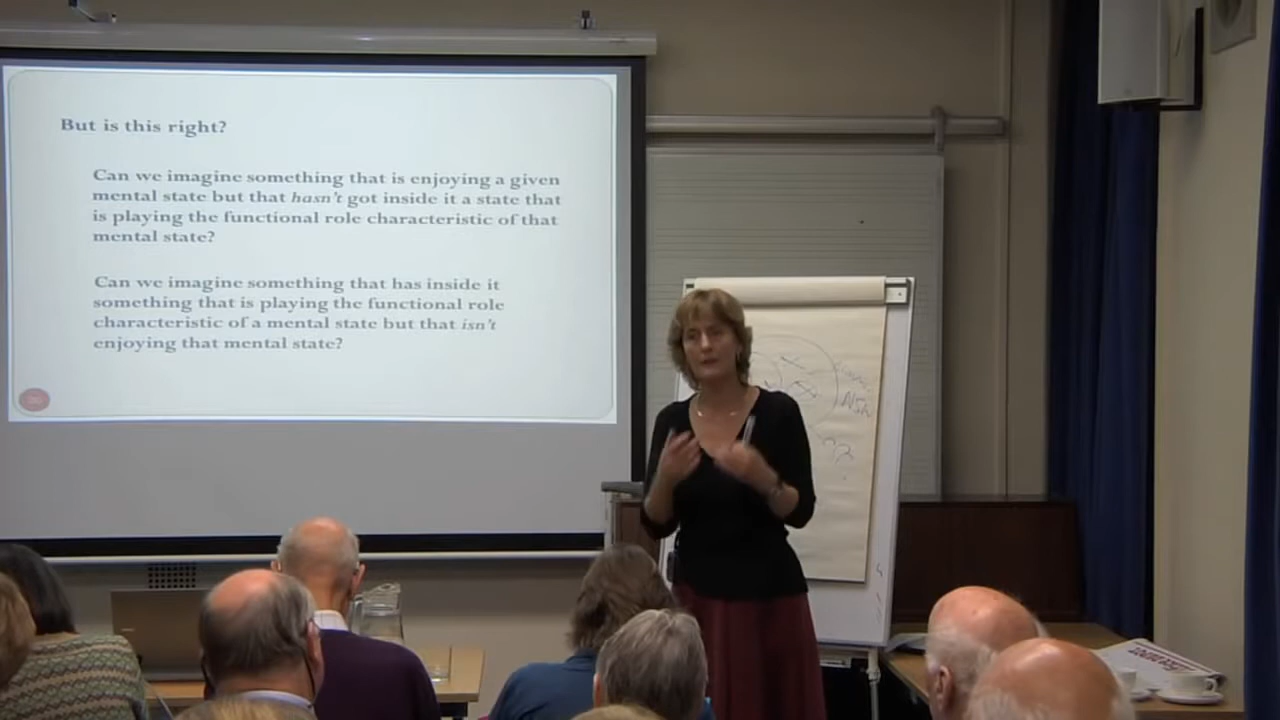 But is this right?
Can we imagine something that is enjoying a given
mental state but that hasn't got inside it a state that
is playing the functional role characteristic of that
mental state?
Can we imagine something that has inside it
something that is playing the functional role
characteristic of a mental state but that isn't
enjoying that mental state?